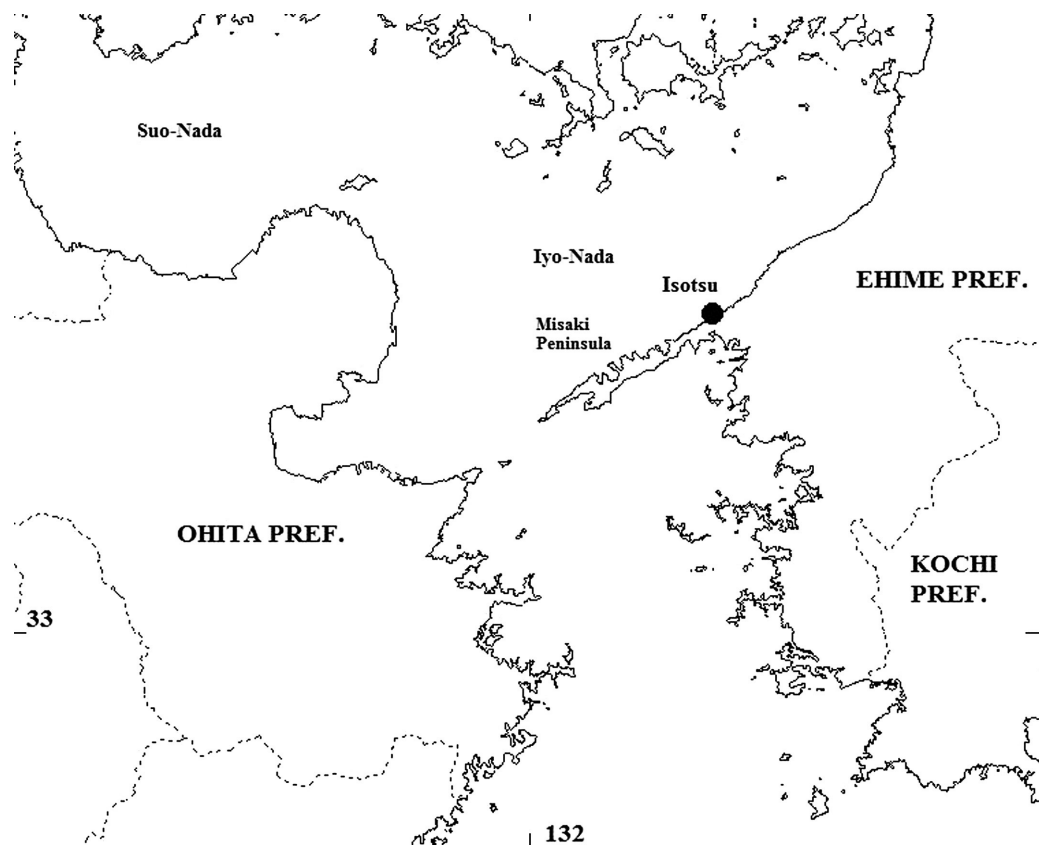 Suo-Nada
Iyo-Nada
EHIME PREF.
Isotsu
Misaki
Peninsula
OHITA PREF.
KOCHI
PREF.
33
132